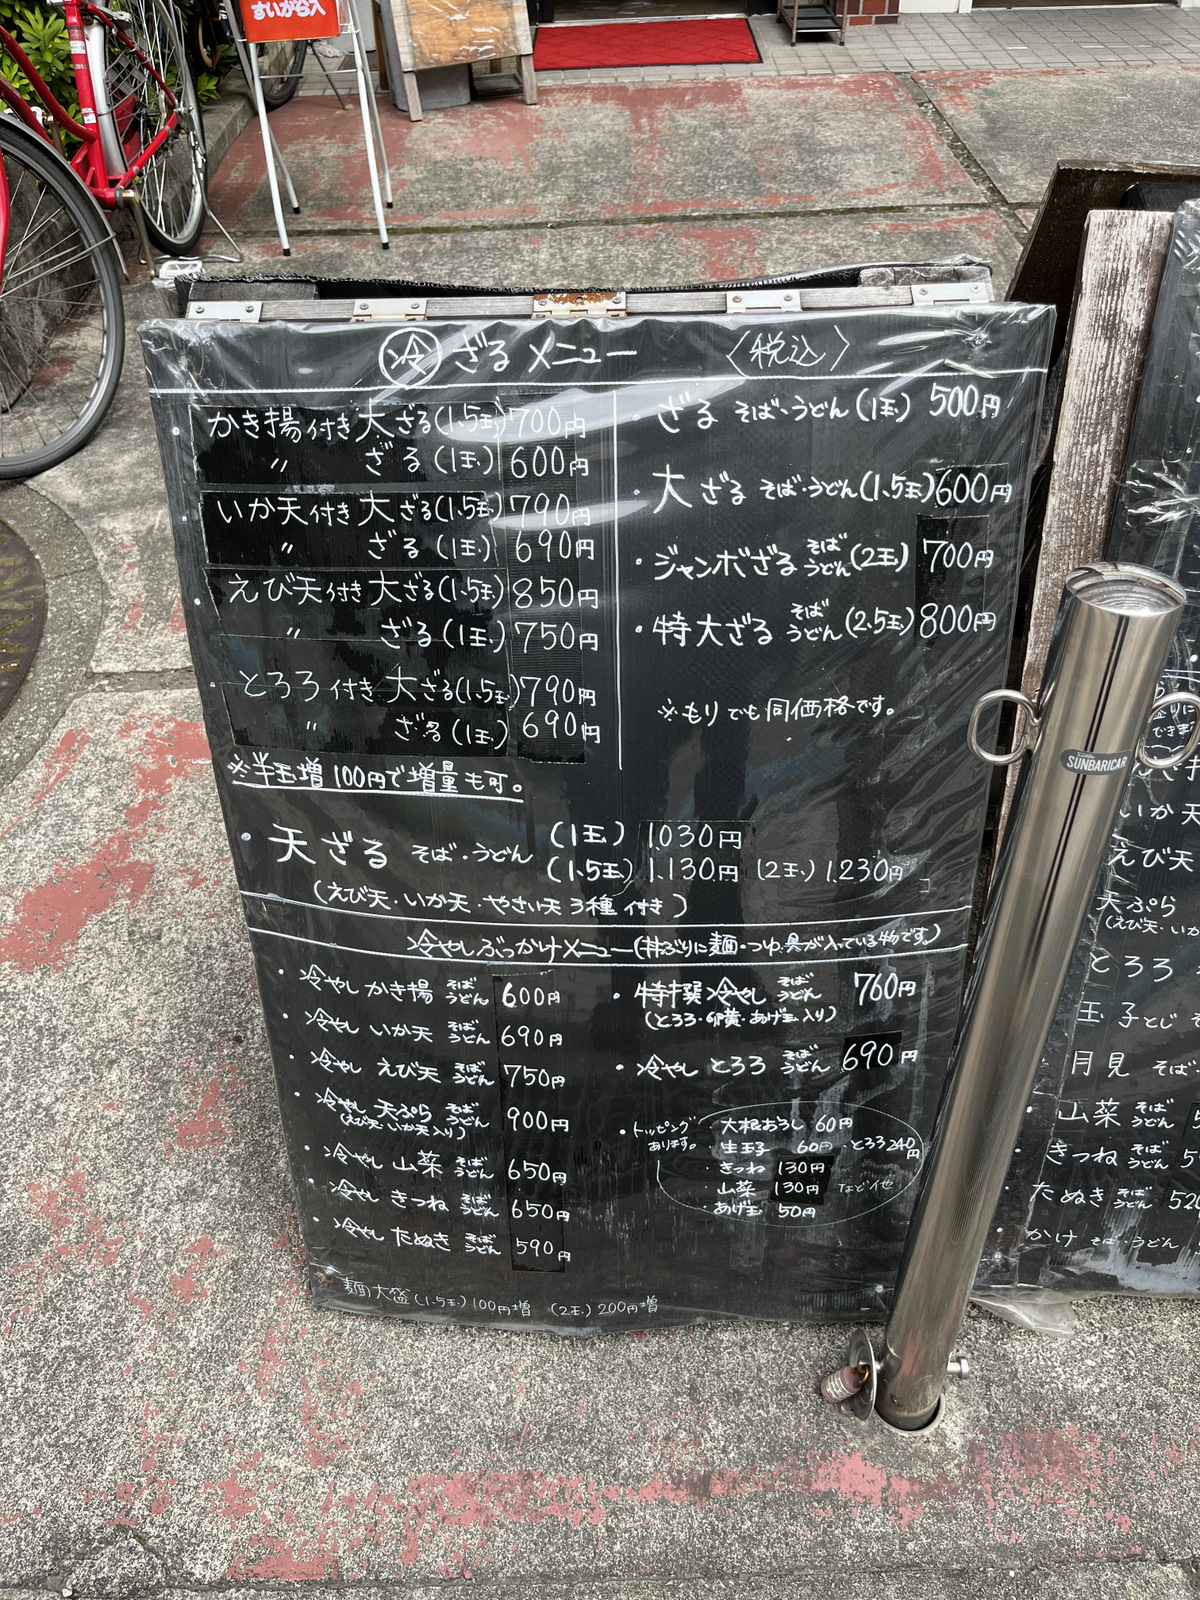 すいか入
冷 ざるメニュー 〈税込〉
かき揚付き大ざる(1.5玉)700円
〃 ざる(1玉)600円
いか天付き大ざる(1.5玉)790円
〃 ざる(1玉)690円
えび天付き大ざる(1.5玉)850円
〃 ざる(1玉)750円
とろろ付き大ざる(1.5玉)790円
〃 ざる(1玉)690円
※半玉増100円で増量も可。
・ざる そば・うどん(1玉) 500円
・大ざる そば・うどん(1.5玉)600円
・ジャンボざる そば うどん(2玉) 700円
・特大ざる そば うどん(2.5玉)800円
※もりでも同価格です。
・天ざる そば・うどん (1玉) 1.030円
(1.5玉) 1.130円 (2玉) 1.230円
(えび天・いか天・やさい天3種付き)
冷やしぶっかけメニュー(丼ぶりに麺・つゆ・具が入っている物です。)
・冷やしかき揚 そば うどん 600円
・冷やし いか天 そば うどん 690円
・冷やし えび天 そば うどん 750円
・冷やし 天ぷら そば うどん 900円
(えび天・いか天入り)
・冷やし 山菜 そば うどん 650円
・冷やし きつね そば うどん 650円
・冷やし たぬき そば うどん 590円
・特撰冷やし そば うどん 760円
(とろろ・卵黄・あげ玉入り)
・冷やし とろろ そば うどん 690円
・トッピングあります。
大根おろし 60円
・生玉子 60円 ・とろろ240円
・きつね 130円
・山菜 130円 など他
・あげ玉 50円
麺大盛(1.5玉)100円増 (2玉)200円増
SUNBARICAR
いか天
えび天
天ぷら
(えび天・いか
とろろ
玉子とじ
月見 そば・
・山菜 そば うどん
・きつね そば うどん
・たぬき そば うどん 520
・かけ そば・うどん